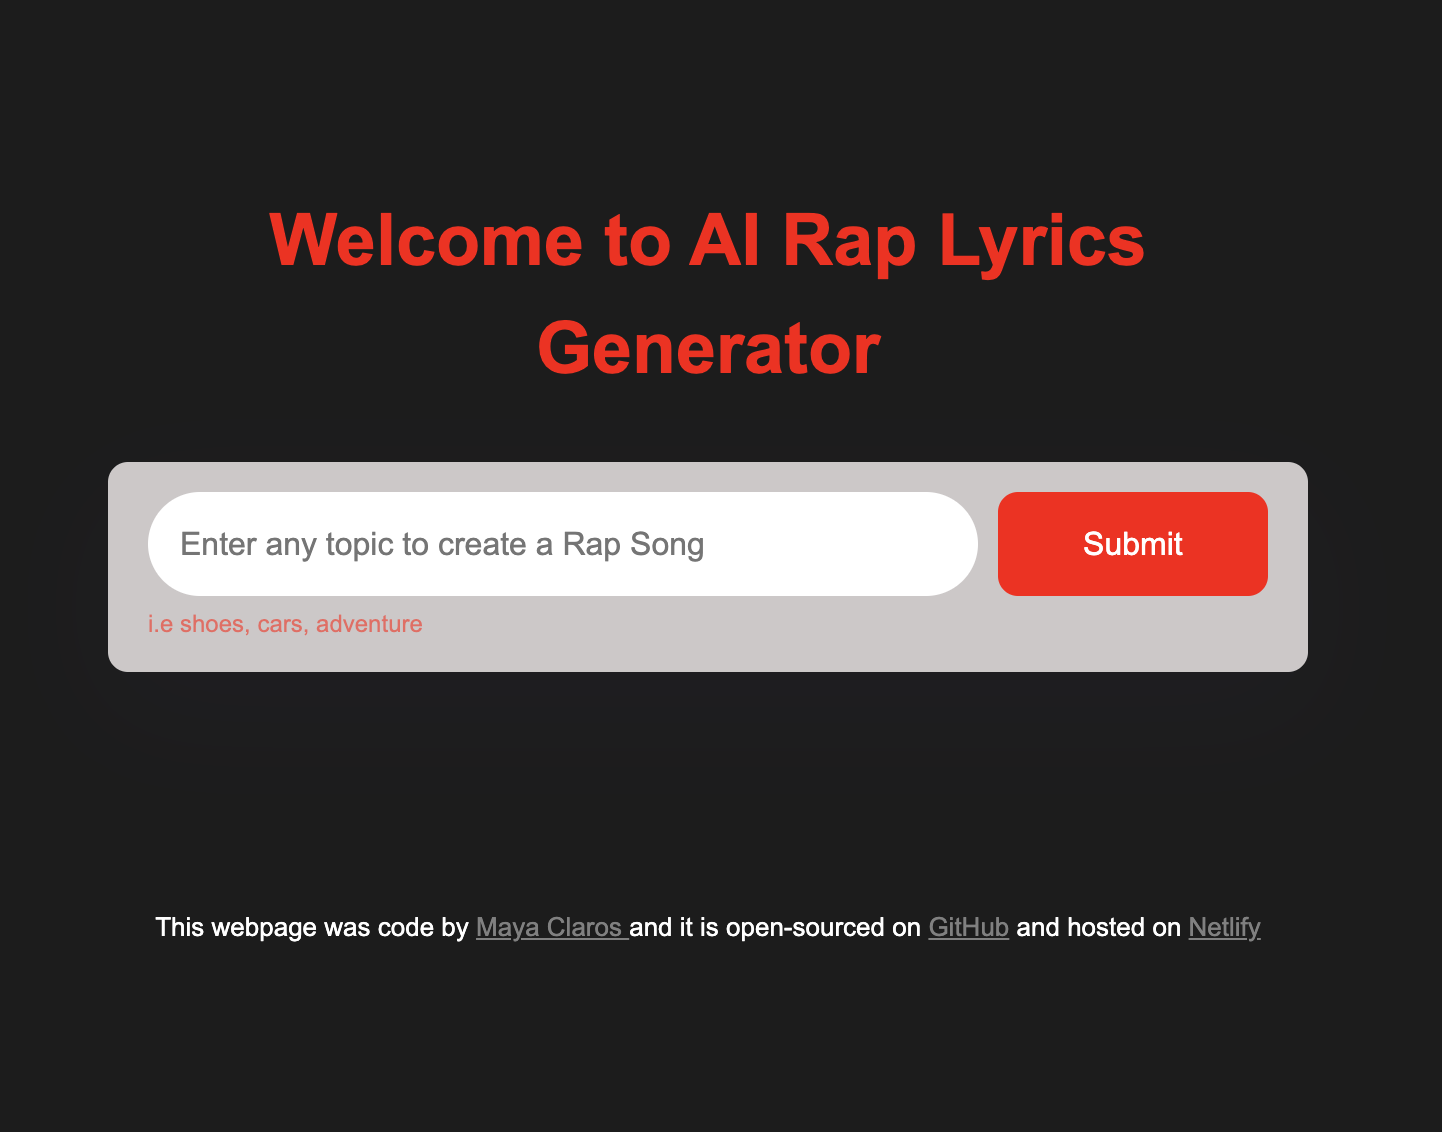 Welcome to AI Rap Lyrics
Generator
Enter any topic to create a Rap Song
Submit
i.e shoes, cars, adventure
This webpage was code by Maya Claros and it is open-sourced on GitHub and hosted on Netlify